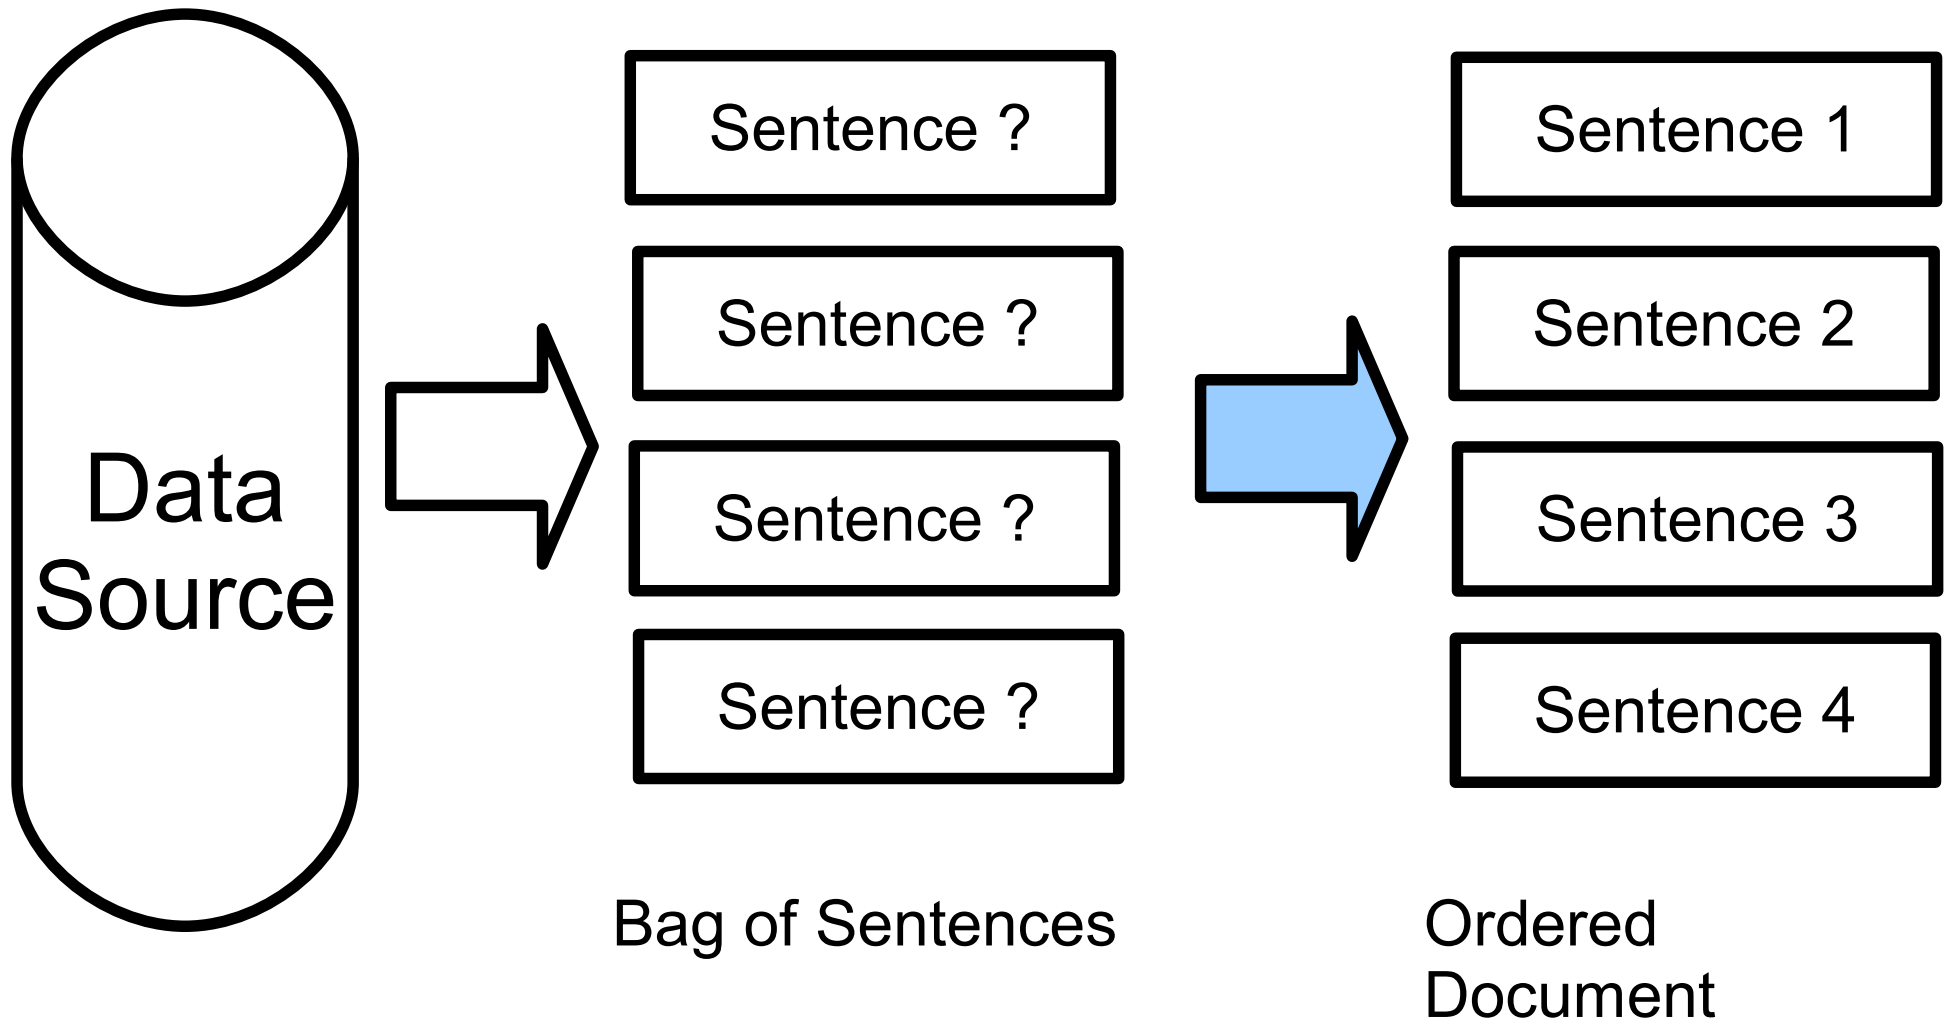 Data
Source
Sentence ?
Sentence ?
Sentence ?
Sentence ?
Bag of Sentences
Sentence 1
Sentence 2
Sentence 3
Sentence 4
Ordered
Document